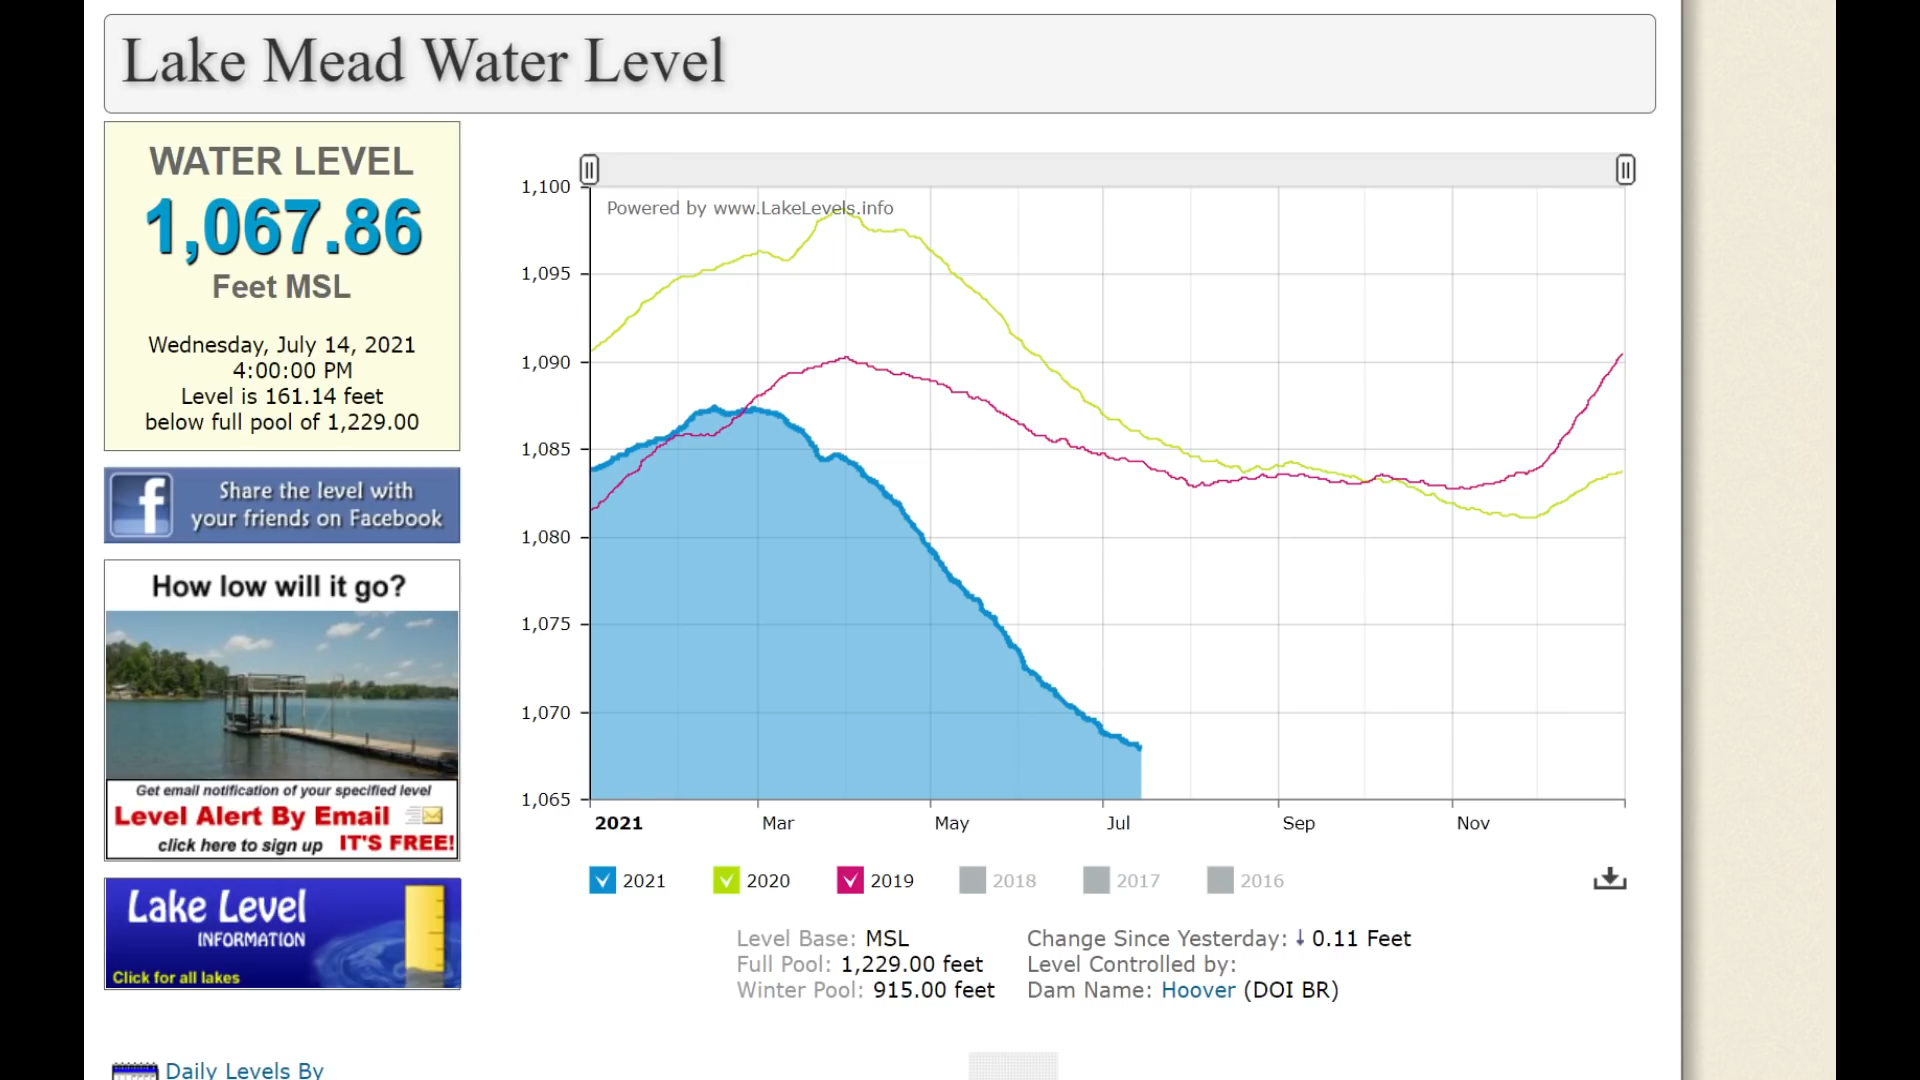 Lake Mead Water Level
WATER LEVEL
1,067.86
Feet MSL
Wednesday, July 14, 2021
4:00:00 PM
Level is 161.14 feet
below full pool of 1,229.00
Share the level with
your friends on Facebook
How low will it go?
Get email notification of your specified level
Level Alert By Email
click here to sign up IT'S FREE!
Lake Level
INFORMATION
Click for all lakes
Daily Levels By
Powered by www.LakeLevels.info
1,100
1,095
1,090
1,085
1,080
1,075
1,070
1,065
2021 Mar May Jul Sep Nov
2021 2020 2019 2018 2017 2016
Level Base: MSL
Full Pool: 1,229.00 feet
Winter Pool: 915.00 feet
Change Since Yesterday: ↓ 0.11 Feet
Level Controlled by:
Dam Name: Hoover (DOI BR)